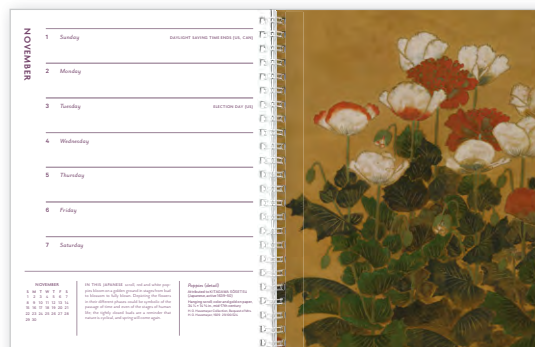 NOVEMBER
1 Sunday DAYLIGHT SAVING TIME ENDS (US, CAN)
2 Monday
3 Tuesday ELECTION DAY (US)
4 Wednesday
5 Thursday
6 Friday
7 Saturday
NOVEMBER
S M T W T F S
1 2 3 4 5 6 7
8 9 10 11 12 13 14
15 16 17 18 19 20 21
22 23 24 25 26 27 28
29 30
IN THIS JAPANESE scroll, red and white pop-
pies bloom on a golden ground in stages from bud
to blossom to fully blown. Depicting the flowers
in their different phases could be symbolic of the
passage of time and even of the stages of human
life; the tightly closed buds are a reminder that
nature is cyclical, and spring will come again.
Poppies (detail)
Attributed to KITAGAWA SŌSETSU